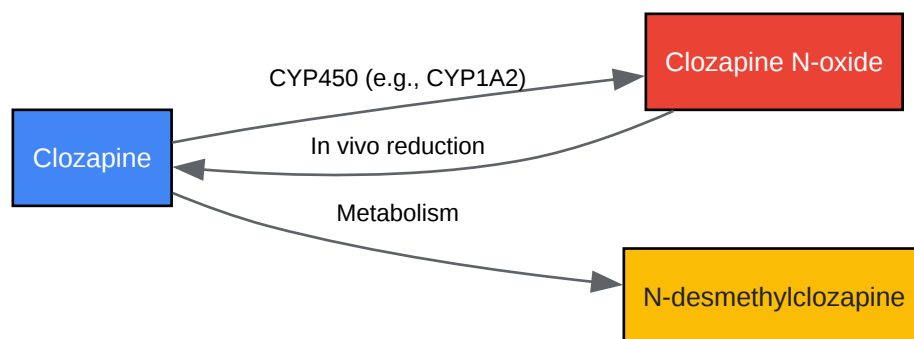 Clozapine N-oxide
CYP450 (e.g., CYP1A2)
In vivo reduction
Clozapine
Metabolism
N-desmethylclozapine